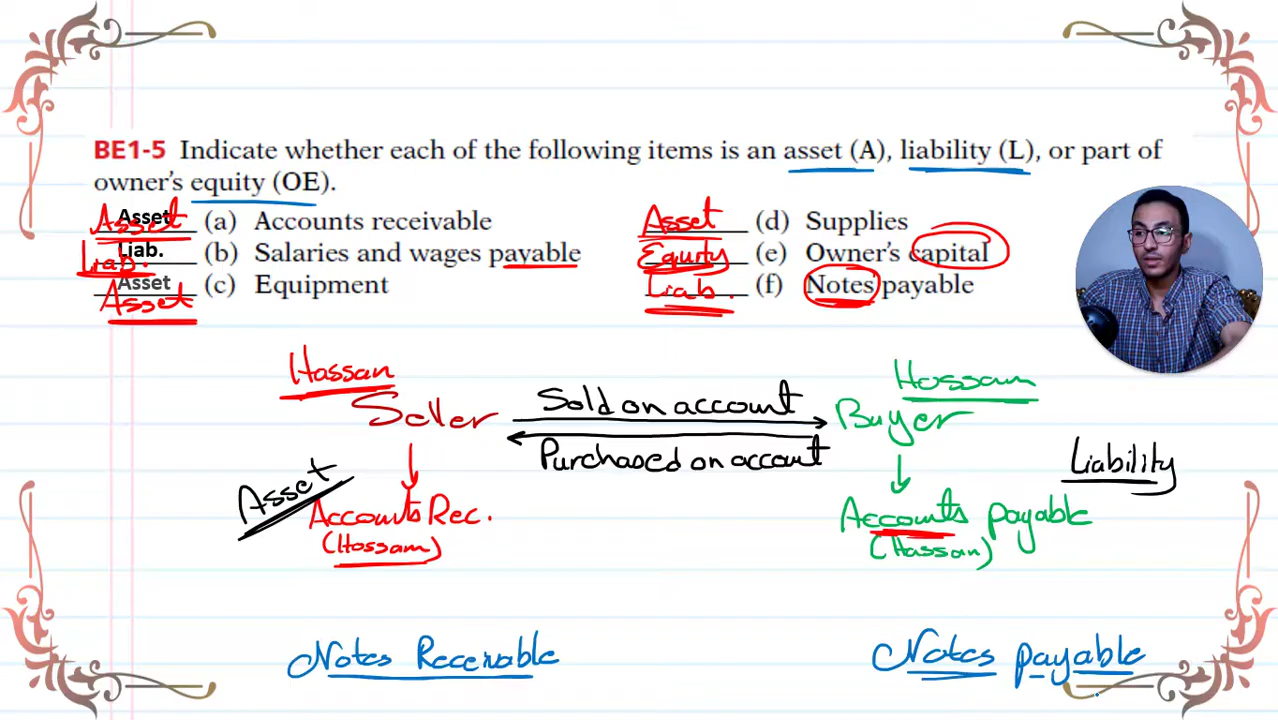 BE1-5 Indicate whether each of the following items is an asset (A), liability (L), or part of
owner's equity (OE).
Asset Asset (a) Accounts receivable
Liab. Liab. (b) Salaries and wages payable
Asset Asset (c) Equipment
Asset (d) Supplies
Equity (e) Owner's capital
Liab. (f) Notes payable
Hassan
Seller
Sold on account
Purchased on account
Hossam
Buyer
Asset
Accounts Rec.
(Hossam)
Liability
Accounts payable
(Hassan)
Notes Receivable
Notes payable